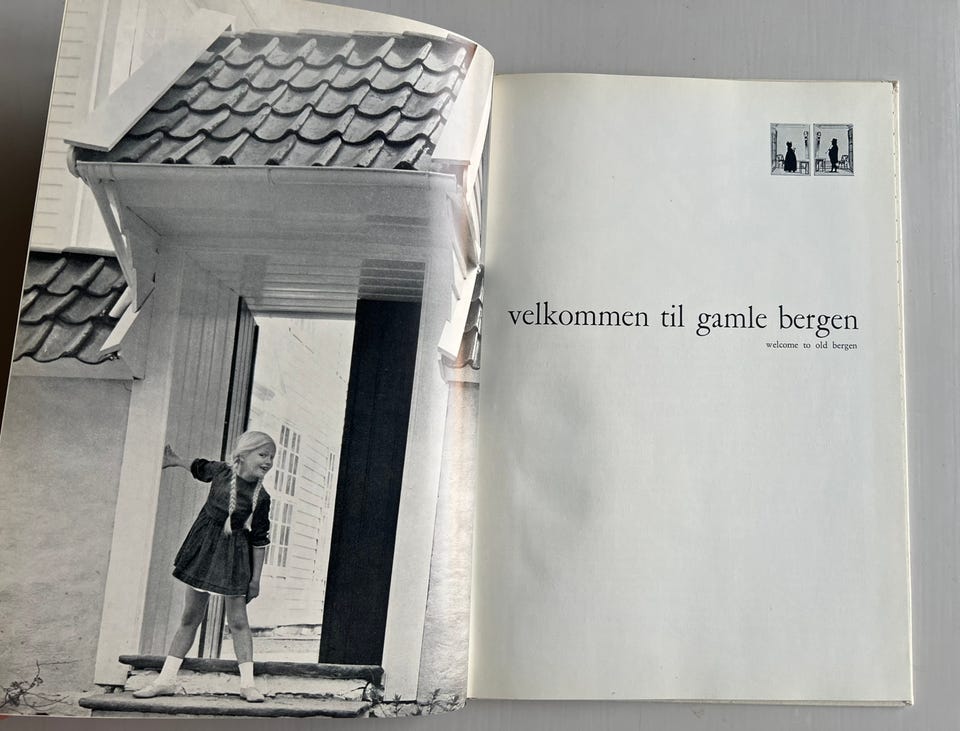 velkommen til gamle bergen
welcome to old bergen